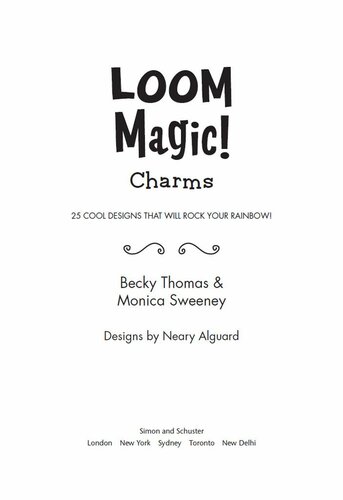 LOOM
Magic!
Charms
25 COOL DESIGNS THAT WILL ROCK YOUR RAINBOW!
Becky Thomas &
Monica Sweeney
Designs by Neary Alguard
Simon and Schuster
London New York Sydney Toronto New Delhi